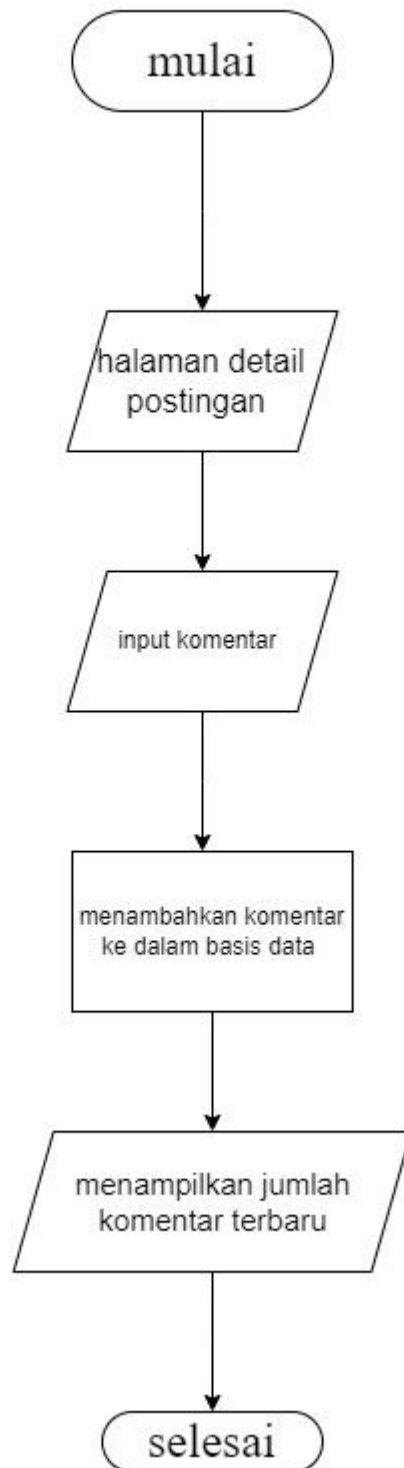 mulai
halaman detail
postingan
input komentar
menambahkan komentar
ke dalam basis data
menampilkan jumlah
komentar terbaru
selesai